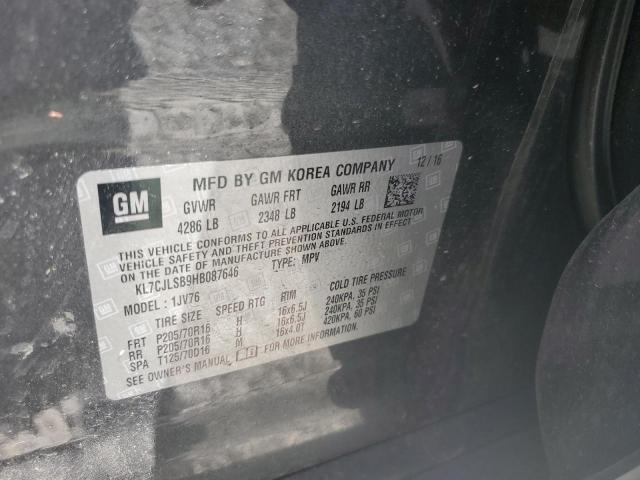 GM
MFD BY GM KOREA COMPANY 12/16
GVWR GAWR FRT GAWR RR
4286 LB 2348 LB 2194 LB
THIS VEHICLE CONFORMS TO ALL APPLICABLE U.S. FEDERAL MOTOR
VEHICLE SAFETY AND THEFT PREVENTION STANDARDS IN EFFECT
ON THE DATE OF MANUFACTURE SHOWN ABOVE.
KL7CJLSB9HB087646 TYPE: MPV
MODEL: 1JV76
TIRE SIZE SPEED RTG RIM COLD TIRE PRESSURE
FRT P205/70R16 H 16x6.5J 240KPA, 35 PSI
RR P205/70R16 H 16x6.5J 240KPA, 35 PSI
SPA T125/70D16 M 16x4.0T 420KPA, 60 PSI
SEE OWNER'S MANUAL